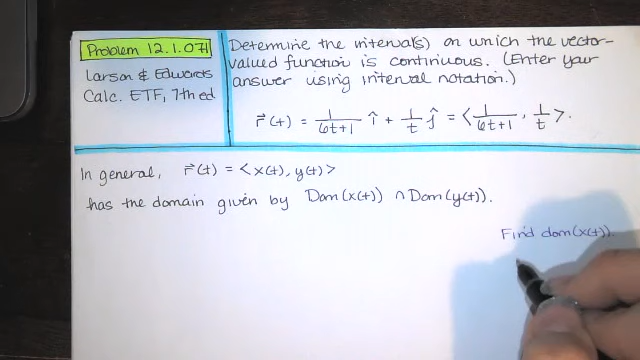 Problem 12.1.071
Larson & Edwards
Calc. ETF, 7th ed
Determine the interval(s) on which the vector-
valued function is continuous. (Enter your
answer using interval notation.)
r⃗(t) = 1/(6t+1) î + 1/t ĵ = <1/(6t+1), 1/t>.
In general, r⃗(t) = <x(t), y(t)>
has the domain given by Dom(x(t)) ∩ Dom(y(t)).
Find dom(x(t)).